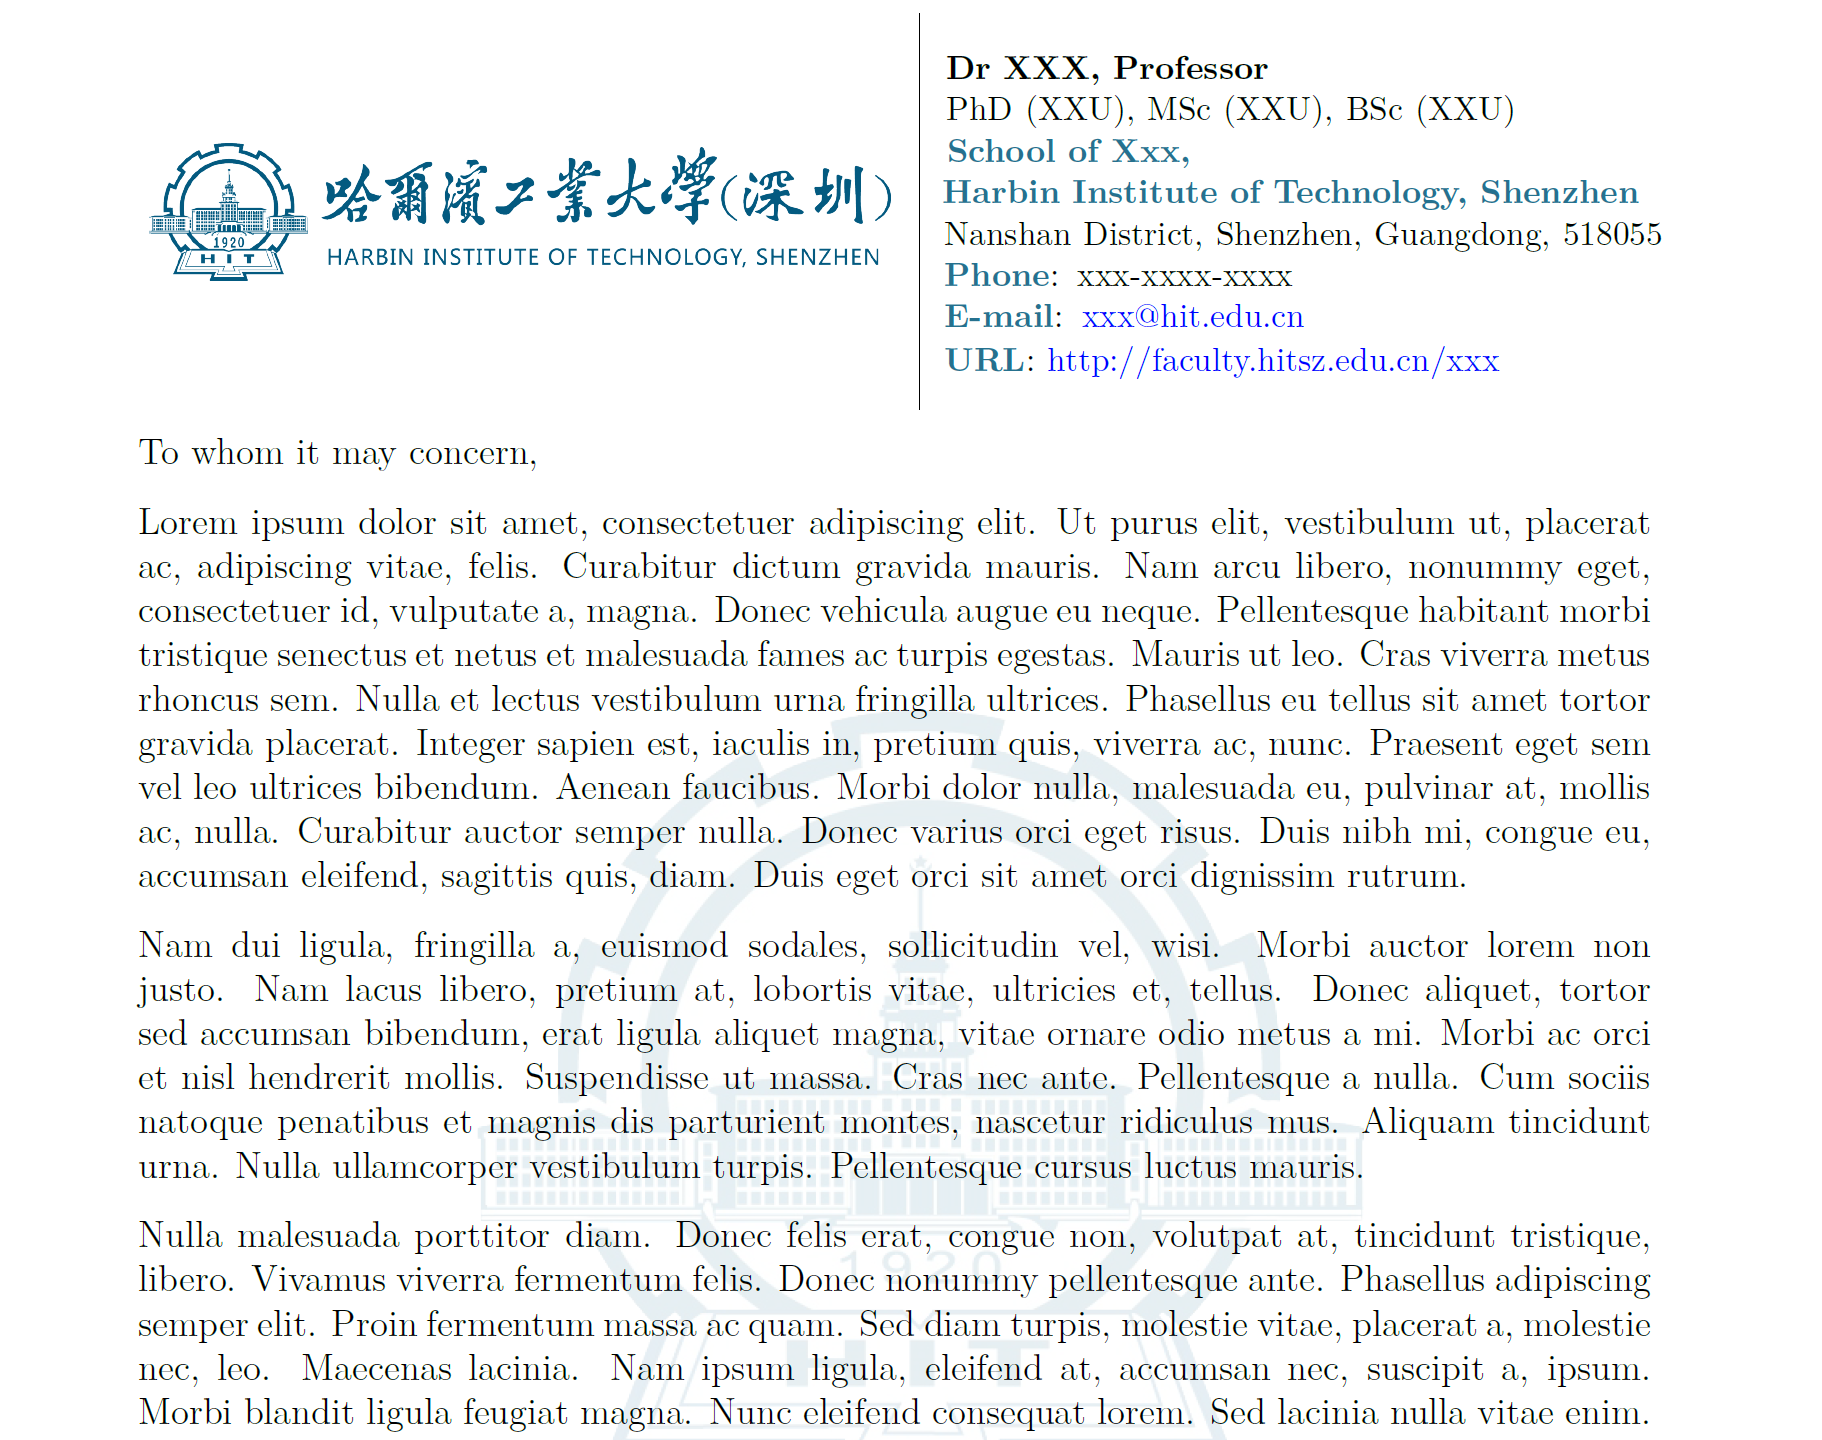 哈爾濱工業大學(深圳)
HARBIN INSTITUTE OF TECHNOLOGY, SHENZHEN
1920
HIT
Dr XXX, Professor
PhD (XXU), MSc (XXU), BSc (XXU)
School of Xxx,
Harbin Institute of Technology, Shenzhen
Nanshan District, Shenzhen, Guangdong, 518055
Phone: xxx-xxxx-xxxx
E-mail: xxx@hit.edu.cn
URL: http://faculty.hitsz.edu.cn/xxx
To whom it may concern,
Lorem ipsum dolor sit amet, consectetuer adipiscing elit. Ut purus elit, vestibulum ut, placerat
ac, adipiscing vitae, felis. Curabitur dictum gravida mauris. Nam arcu libero, nonummy eget,
consectetuer id, vulputate a, magna. Donec vehicula augue eu neque. Pellentesque habitant morbi
tristique senectus et netus et malesuada fames ac turpis egestas. Mauris ut leo. Cras viverra metus
rhoncus sem. Nulla et lectus vestibulum urna fringilla ultrices. Phasellus eu tellus sit amet tortor
gravida placerat. Integer sapien est, iaculis in, pretium quis, viverra ac, nunc. Praesent eget sem
vel leo ultrices bibendum. Aenean faucibus. Morbi dolor nulla, malesuada eu, pulvinar at, mollis
ac, nulla. Curabitur auctor semper nulla. Donec varius orci eget risus. Duis nibh mi, congue eu,
accumsan eleifend, sagittis quis, diam. Duis eget orci sit amet orci dignissim rutrum.
Nam dui ligula, fringilla a, euismod sodales, sollicitudin vel, wisi. Morbi auctor lorem non
justo. Nam lacus libero, pretium at, lobortis vitae, ultricies et, tellus. Donec aliquet, tortor
sed accumsan bibendum, erat ligula aliquet magna, vitae ornare odio metus a mi. Morbi ac orci
et nisl hendrerit mollis. Suspendisse ut massa. Cras nec ante. Pellentesque a nulla. Cum sociis
natoque penatibus et magnis dis parturient montes, nascetur ridiculus mus. Aliquam tincidunt
urna. Nulla ullamcorper vestibulum turpis. Pellentesque cursus luctus mauris.
Nulla malesuada porttitor diam. Donec felis erat, congue non, volutpat at, tincidunt tristique,
libero. Vivamus viverra fermentum felis. Donec nonummy pellentesque ante. Phasellus adipiscing
semper elit. Proin fermentum massa ac quam. Sed diam turpis, molestie vitae, placerat a, molestie
nec, leo. Maecenas lacinia. Nam ipsum ligula, eleifend at, accumsan nec, suscipit a, ipsum.
Morbi blandit ligula feugiat magna. Nunc eleifend consequat lorem. Sed lacinia nulla vitae enim.
1920
HIT